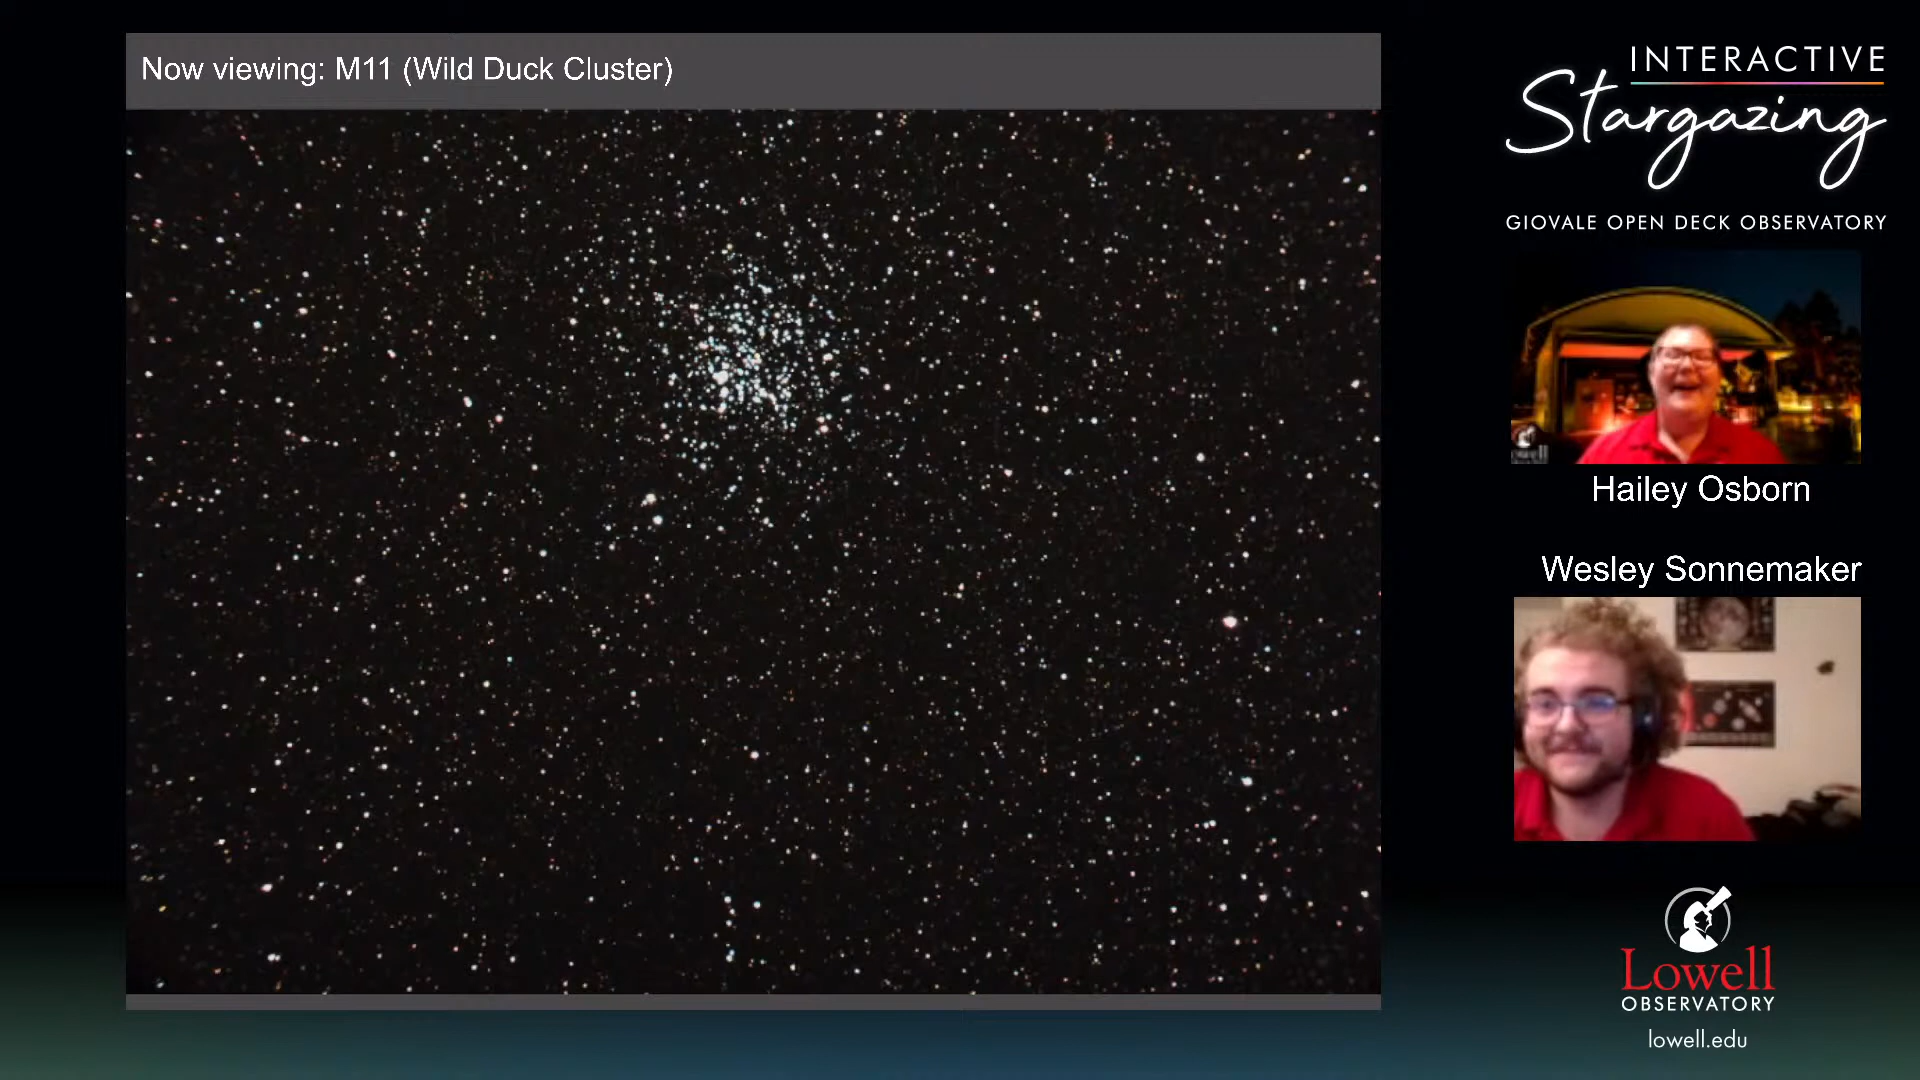 Now viewing: M11 (Wild Duck Cluster)
INTERACTIVE
Stargazing
GIOVALE OPEN DECK OBSERVATORY
Hailey Osborn
Wesley Sonnemaker
Lowell
OBSERVATORY
lowell.edu